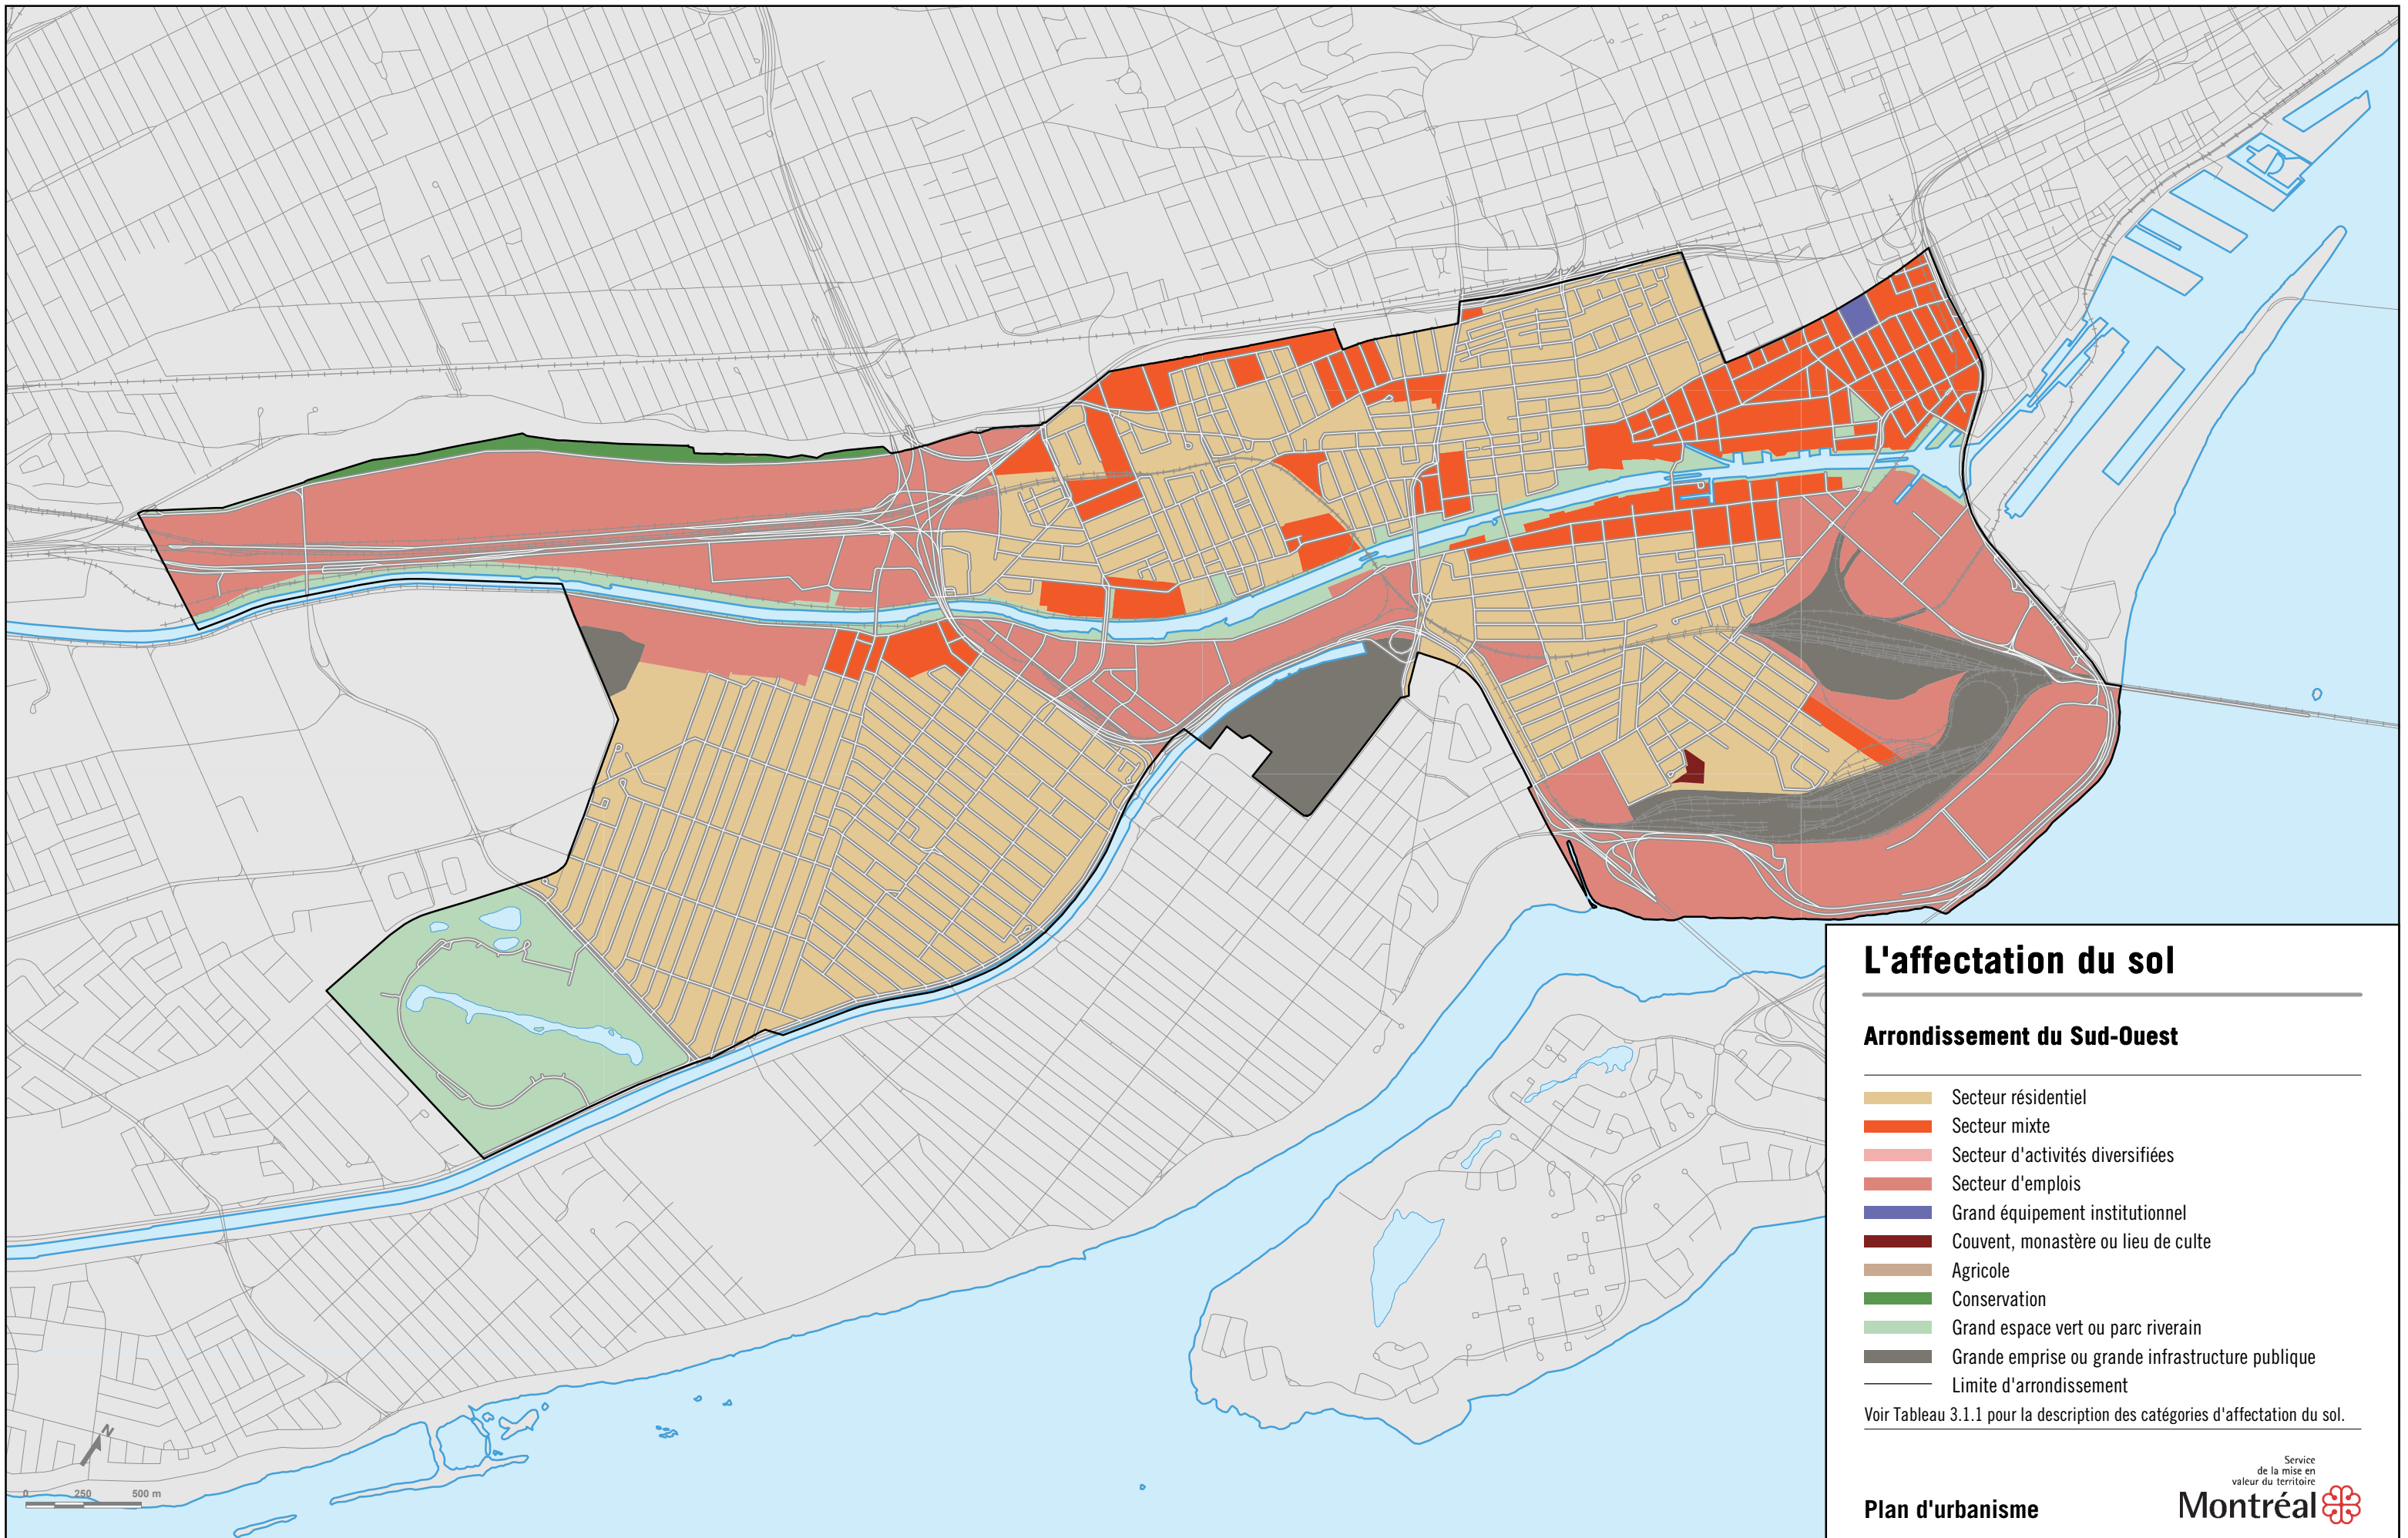 L'affectation du sol
Arrondissement du Sud-Ouest
Secteur résidentiel
Secteur mixte
Secteur d'activités diversifiées
Secteur d'emplois
Grand équipement institutionnel
Couvent, monastère ou lieu de culte
Agricole
Conservation
Grand espace vert ou parc riverain
Grande emprise ou grande infrastructure publique
Limite d'arrondissement
Voir Tableau 3.1.1 pour la description des catégories d'affectation du sol.
Service
de la mise en
valeur du territoire
Plan d'urbanisme
Montréal
N
0 250 500 m